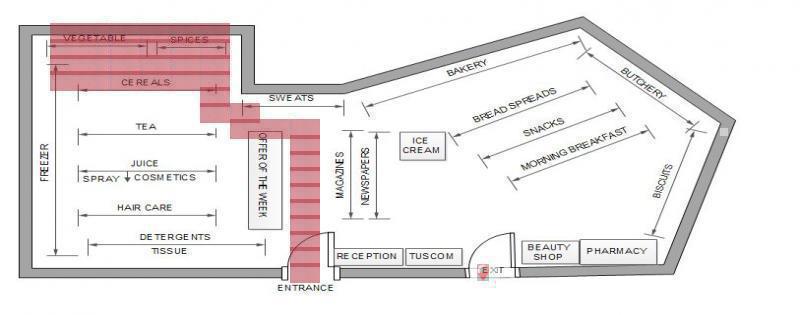 VEGETABLE
SPICES
CEREALS
SWEATS
TEA
JUICE
SPRAY COSMETICS
HAIR CARE
DETERGENTS
TISSUE
FREEZER
OFFER OF THE WEEK
MAGAZINES
NEWSPAPERS
ICE
CREAM
BAKERY
BREAD SPREADS
SNACKS
MORNING BREAKFAST
BUTCHERY
BISCUITS
RECEPTION
TUSCOM
EXIT
BEAUTY
SHOP
PHARMACY
ENTRANCE